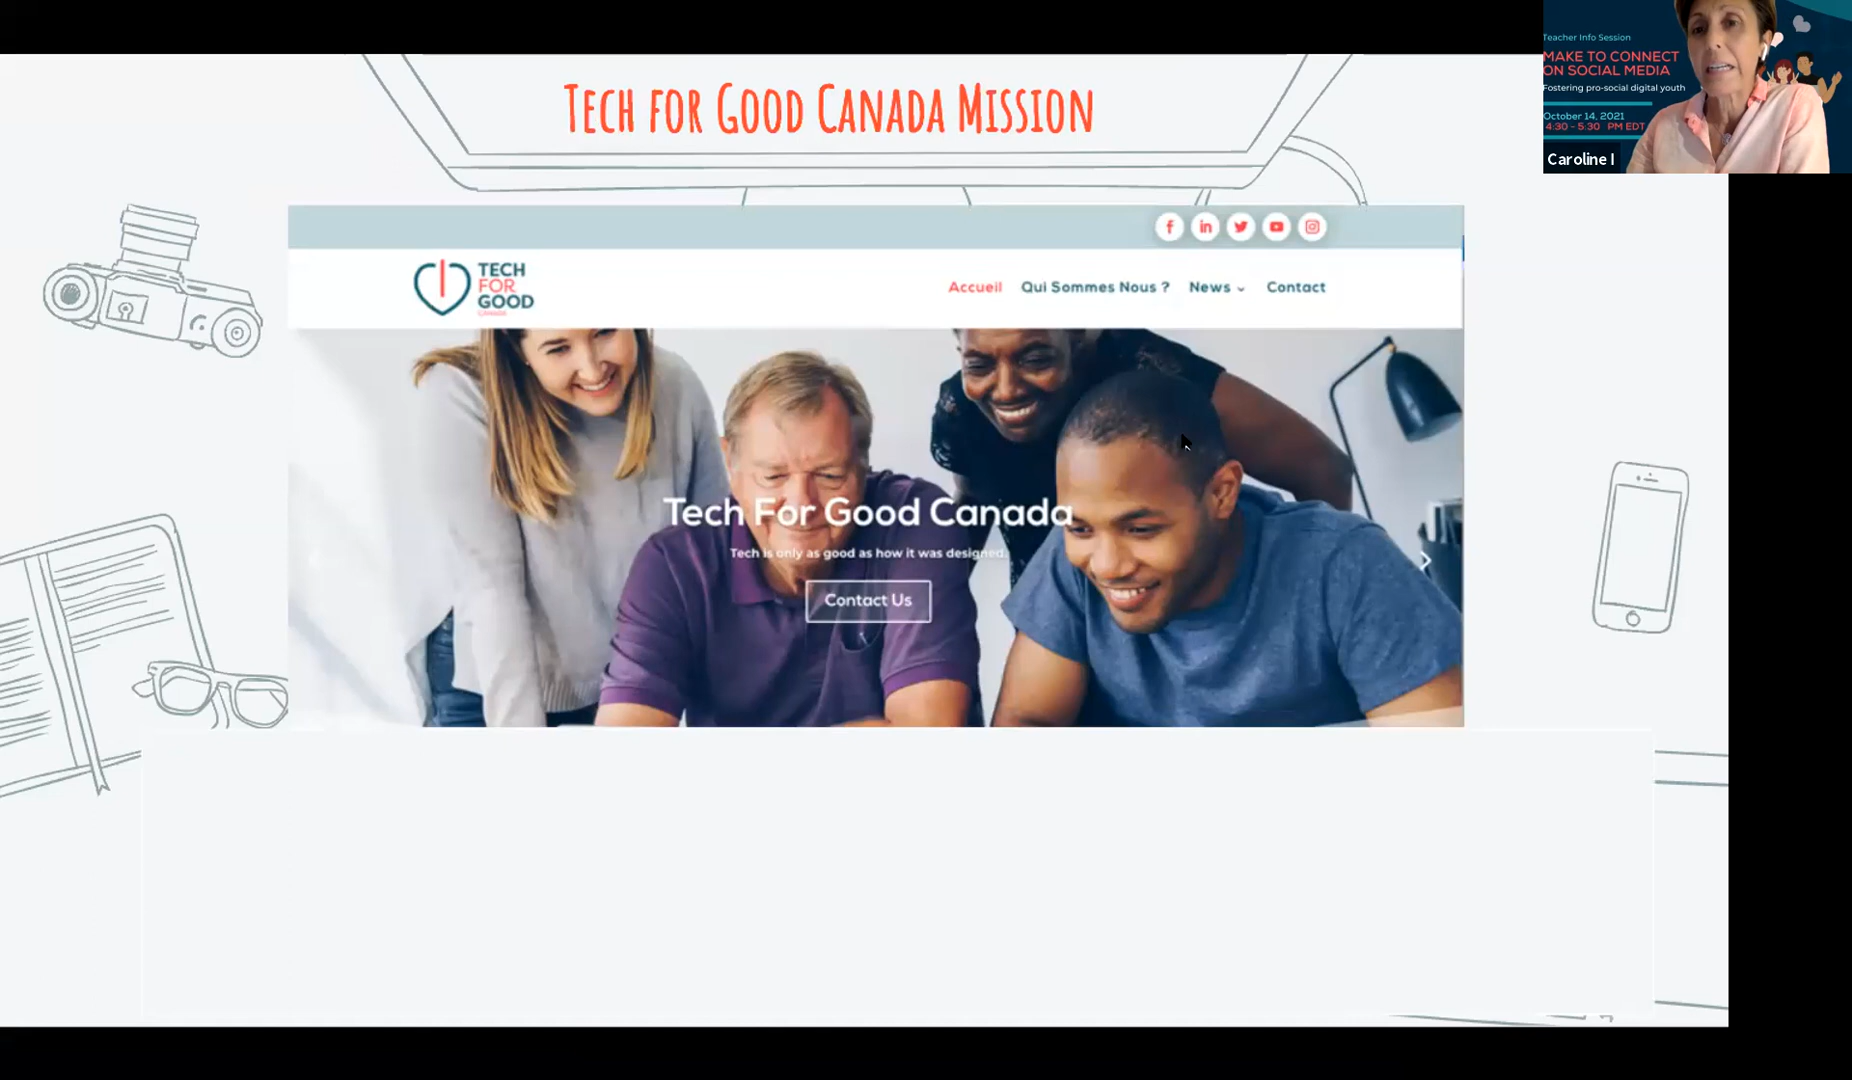 Tech for Good Canada Mission
Teacher Info Session
MAKE TO CONNECT
ON SOCIAL MEDIA
Fostering pro-social digital youth
October 14, 2021
4:30 - 5:30 PM EDT
Caroline I
TECH
FOR
GOOD
CANADA
Accueil
Qui Sommes Nous ?
News
Contact
Tech For Good Canada
Tech is only as good as how it was designed.
Contact Us